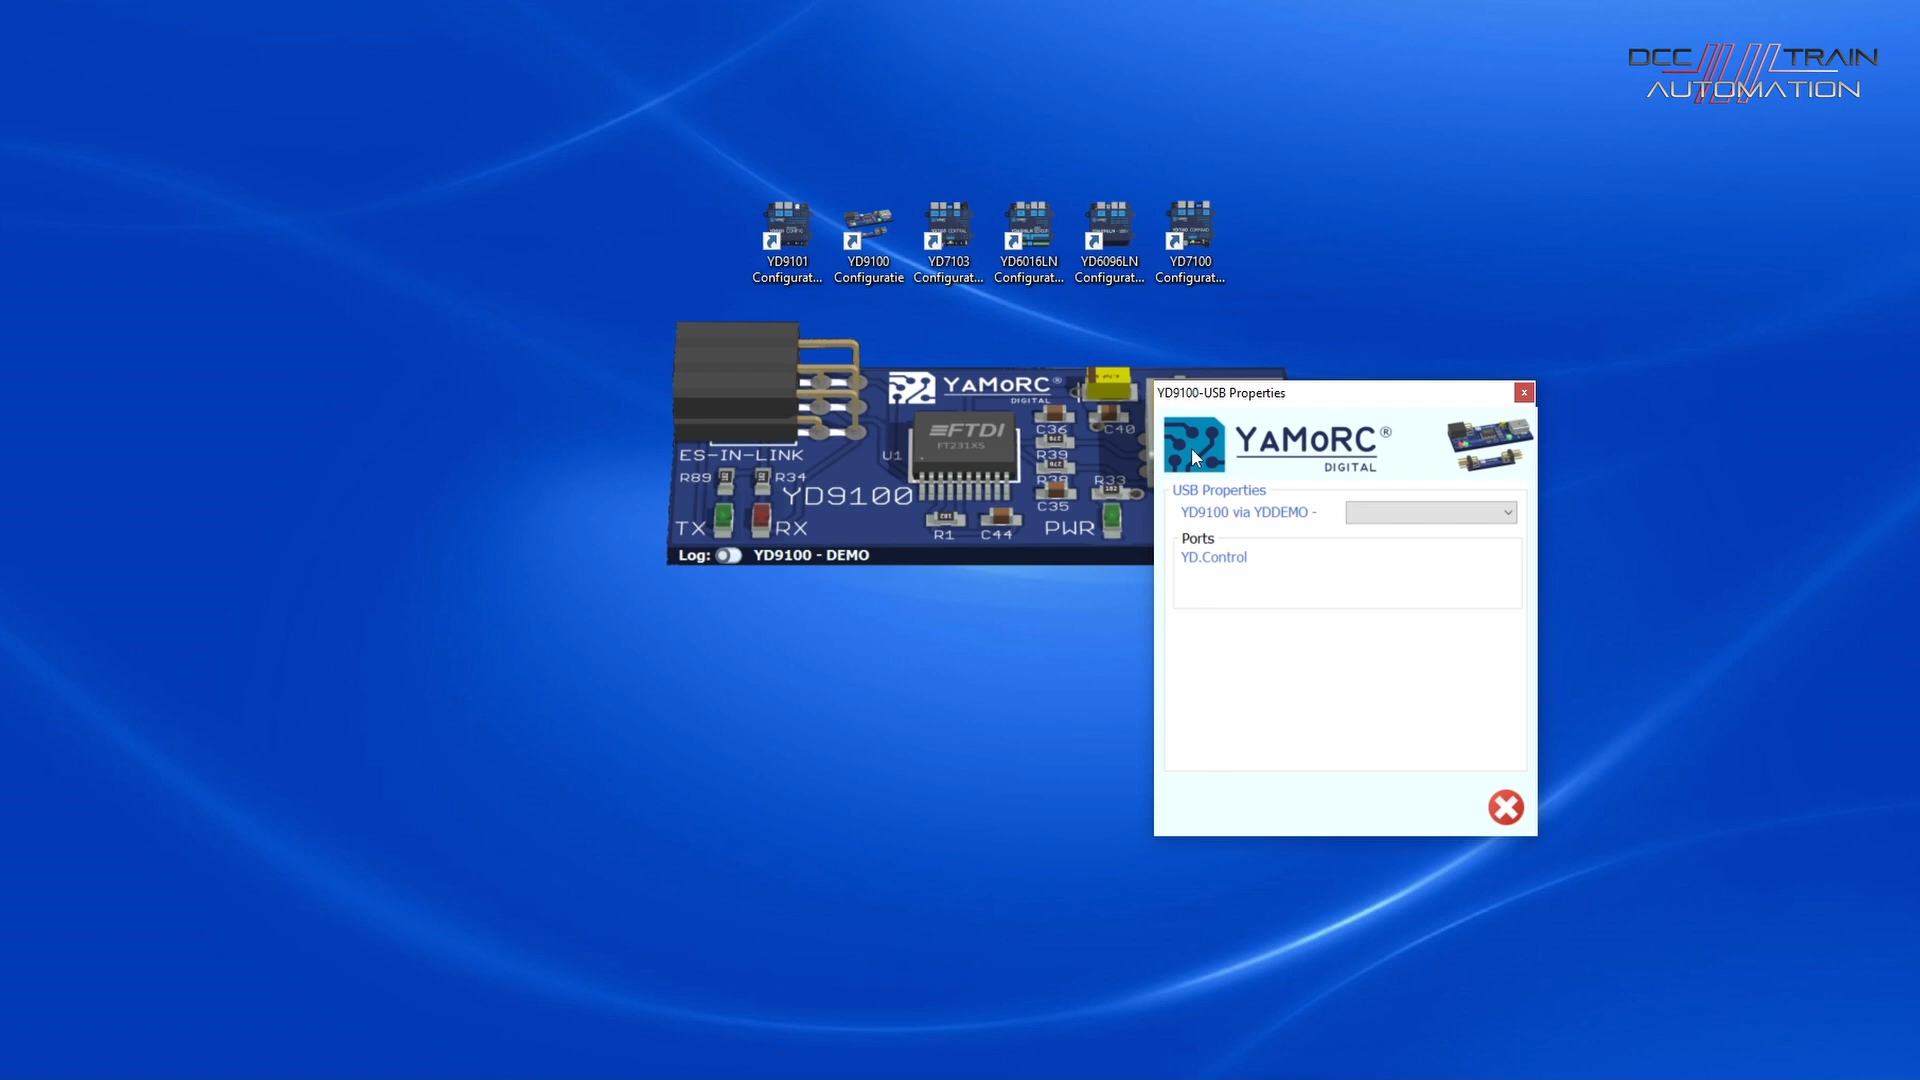 DCC TRAIN
AUTOMATION
YD9101
Configurat...
YD9100
Configuratie
YD7103
Configurat...
YD6016LN
Configurat...
YD6096LN
Configurat...
YD7100
Configurat...
YAMoRC®
DIGITAL
FTDI
FT231XS
U1
C36
C40
R39
R38
C35
R33
ES-IN-LINK
R89
R34
YD9100
TX
RX
R1
C44
PWR
Log:
YD9100 - DEMO
YD9100-USB Properties
YAMoRC®
DIGITAL
USB Properties
YD9100 via YDDEMO -
Ports
YD.Control